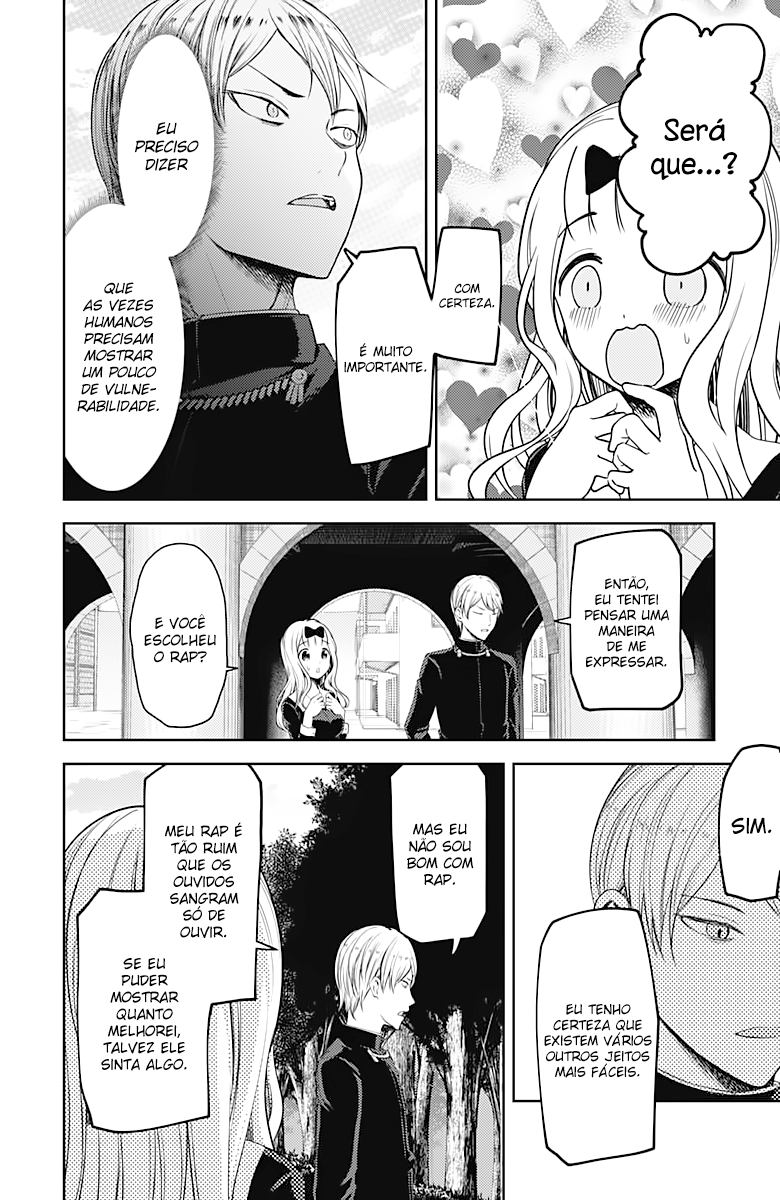 Será
que...?
COM
CERTEZA.
É MUITO
IMPORTANTE.
EU
PRECISO
DIZER
QUE
AS VEZES
HUMANOS
PRECISAM
MOSTRAR
UM POUCO
DE VULNE-
RABILIDADE.
ENTÃO,
EU TENTEI
PENSAR UMA
MANEIRA
DE ME
EXPRESSAR.
E VOCÊ
ESCOLHEU
O RAP?
SIM.
EU TENHO
CERTEZA QUE
EXISTEM VÁRIOS
OUTROS JEITOS
MAIS FÁCEIS.
MAS EU
NÃO SOU
BOM COM
RAP.
MEU RAP É
TÃO RUIM
QUE OS
OUVIDOS
SANGRAM
SÓ DE
OUVIR.
SE EU
PUDER
MOSTRAR
QUANTO
MELHOREI,
TALVEZ ELE
SINTA ALGO.